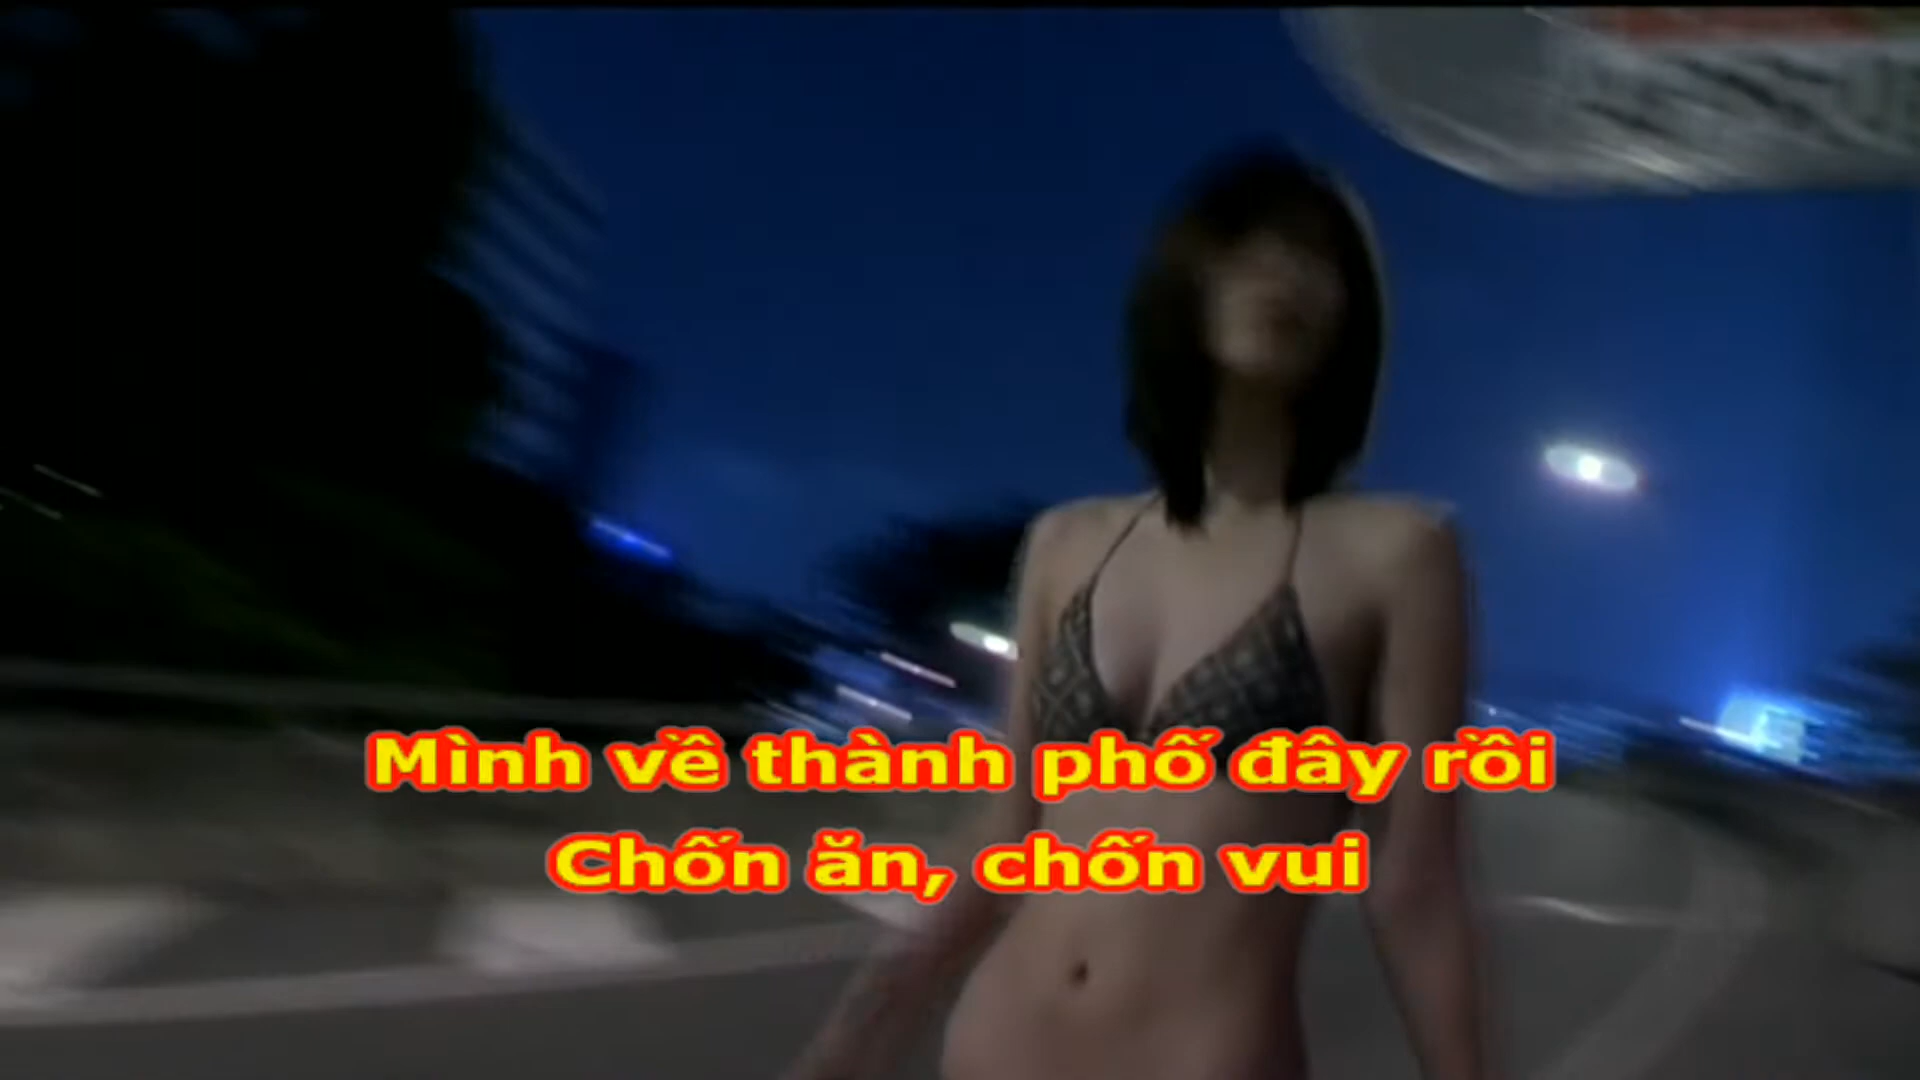 Mình về thành phố đây rồi
Chốn ăn, chốn vui